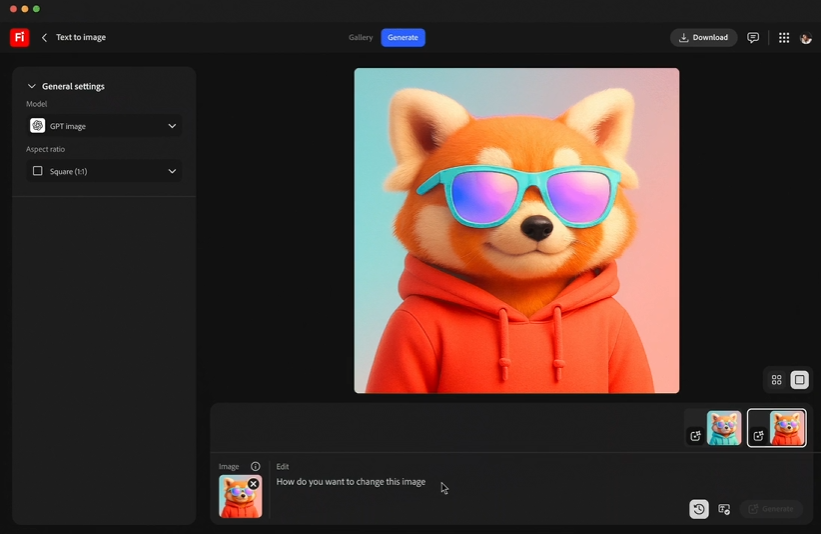 Fi
Text to image
Gallery
Generate
Download
General settings
Model
GPT image
Aspect ratio
Square (1:1)
Image
Edit
How do you want to change this image
Generate